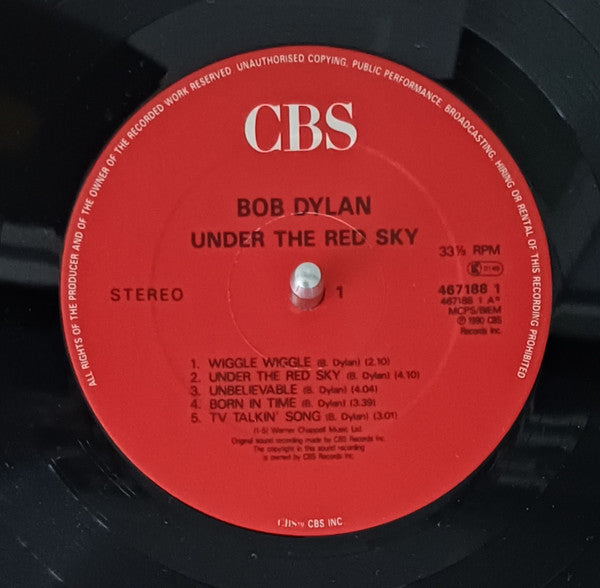 ALL RIGHTS OF THE PRODUCER AND OF THE OWNER OF THE RECORDED WORK RESERVED. UNAUTHORISED COPYING, PUBLIC PERFORMANCE, BROADCASTING, HIRING OR RENTAL OF THIS RECORDING PROHIBITED
CBS
BOB DYLAN
UNDER THE RED SKY
33⅓ RPM
STEREO
1
467188 1
467188 1 A°
MCPS/BIEM
℗ 1990 CBS
Records Inc.
1. WIGGLE WIGGLE (B. Dylan) (2.10)
2. UNDER THE RED SKY (B. Dylan) (4.10)
3. UNBELIEVABLE (B. Dylan) (4.04)
4. BORN IN TIME (B. Dylan) (3.39)
5. TV TALKIN' SONG (B. Dylan) (3.01)
(1-5) Warner Chappell Music Ltd.
Original sound recording made by CBS Records Inc.
The copyright in this sound recording
is owned by CBS Records Inc.
CBS INC.